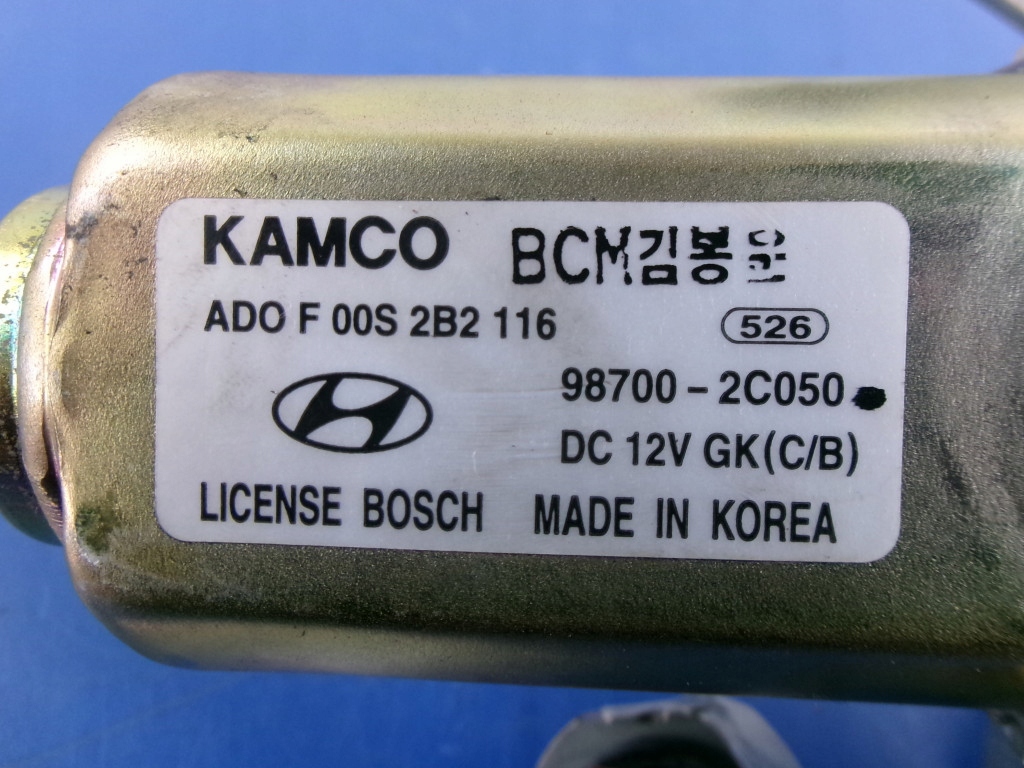 KAMCO BCM김봉
ADO F 00S 2B2 116 526
98700-2C050
DC 12V GK(C/B)
LICENSE BOSCH MADE IN KOREA